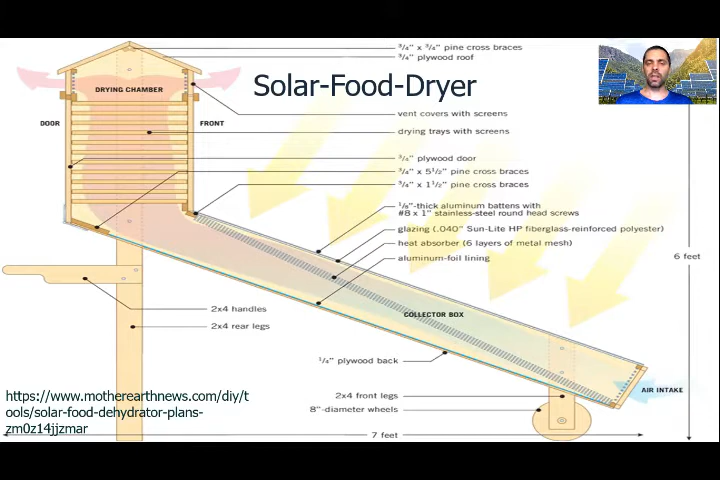 3/4" x 3/4" pine cross braces
3/4" plywood roof
Solar-Food-Dryer
DRYING CHAMBER
vent covers with screens
DOOR
FRONT
drying trays with screens
3/4" plywood door
3/4" x 5 1/2" pine cross braces
3/4" x 1 1/2" pine cross braces
1/8"-thick aluminum battens with
#8 x 1" stainless-steel round head screws
glazing (.040" Sun-Lite HP fiberglass-reinforced polyester)
heat absorber (6 layers of metal mesh)
aluminum-foil lining
6 feet
2x4 handles
COLLECTOR BOX
2x4 rear legs
1/4" plywood back
AIR INTAKE
2x4 front legs
8"-diameter wheels
https://www.motherearthnews.com/diy/t
ools/solar-food-dehydrator-plans-
zm0z14jjzmar
7 feet